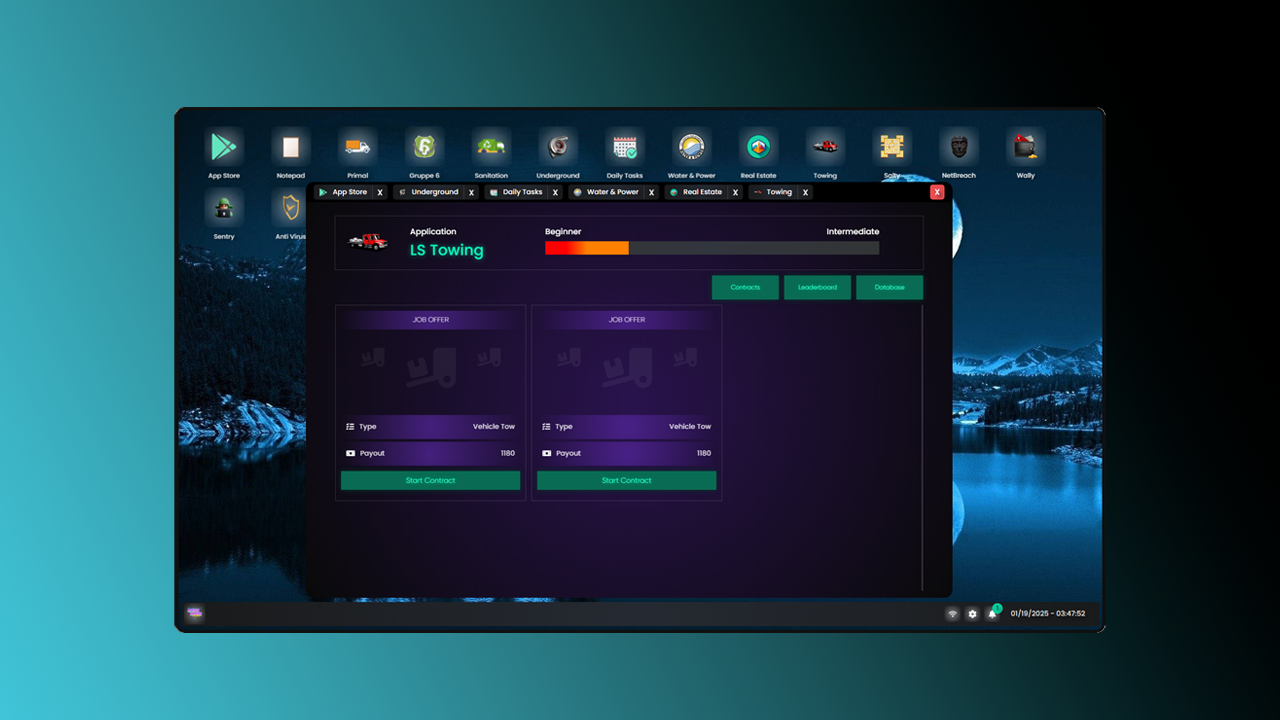 App Store Notepad Primal Gruppe 6 Sanitation Underground Daily Tasks Water & Power Real Estate Towing Salty NetBreach Wally
Sentry Anti Virus
App Store X Underground X Daily Tasks X Water & Power X Real Estate X Towing X X
Application Beginner Intermediate
LS Towing
Contracts Leaderboard Database
JOB OFFER JOB OFFER
Type Vehicle Tow Type Vehicle Tow
Payout 1180 Payout 1180
Start Contract Start Contract
1
01/19/2025 - 03:47:52